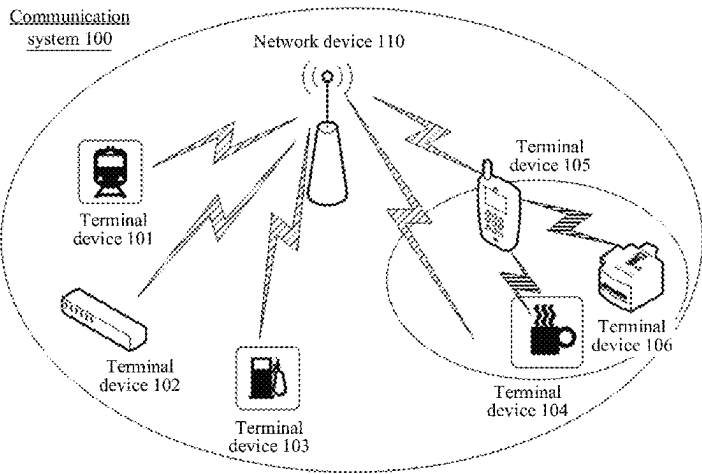 Communication
system 100
Network device 110
Terminal
device 105
Terminal
device 101
Terminal
device 102
Terminal
device 103
Terminal
device 104
Terminal
device 106